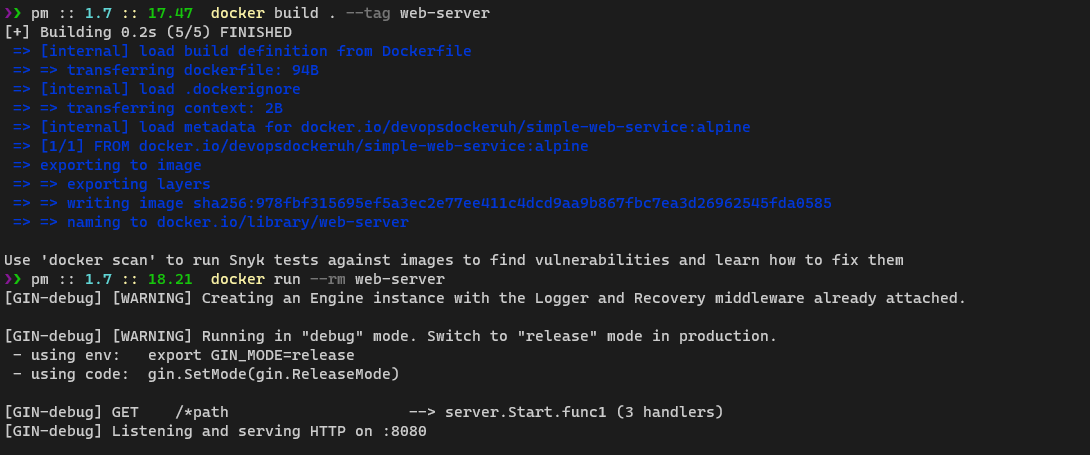 ❯❯ pm :: 1.7 :: 17.47  docker build . --tag web-server
[+] Building 0.2s (5/5) FINISHED
=> [internal] load build definition from Dockerfile
=> => transferring dockerfile: 94B
=> [internal] load .dockerignore
=> => transferring context: 2B
=> [internal] load metadata for docker.io/devopsdockeruh/simple-web-service:alpine
=> [1/1] FROM docker.io/devopsdockeruh/simple-web-service:alpine
=> exporting to image
=> => exporting layers
=> => writing image sha256:978fbf315695ef5a3ec2e77ee411c4dcd9aa9b867fbc7ea3d26962545fda0585
=> => naming to docker.io/library/web-server
Use 'docker scan' to run Snyk tests against images to find vulnerabilities and learn how to fix them
❯❯ pm :: 1.7 :: 18.21  docker run --rm web-server
[GIN-debug] [WARNING] Creating an Engine instance with the Logger and Recovery middleware already attached.
[GIN-debug] [WARNING] Running in "debug" mode. Switch to "release" mode in production.
- using env:   export GIN_MODE=release
- using code:  gin.SetMode(gin.ReleaseMode)
[GIN-debug] GET    /*path                    --> server.Start.func1 (3 handlers)
[GIN-debug] Listening and serving HTTP on :8080